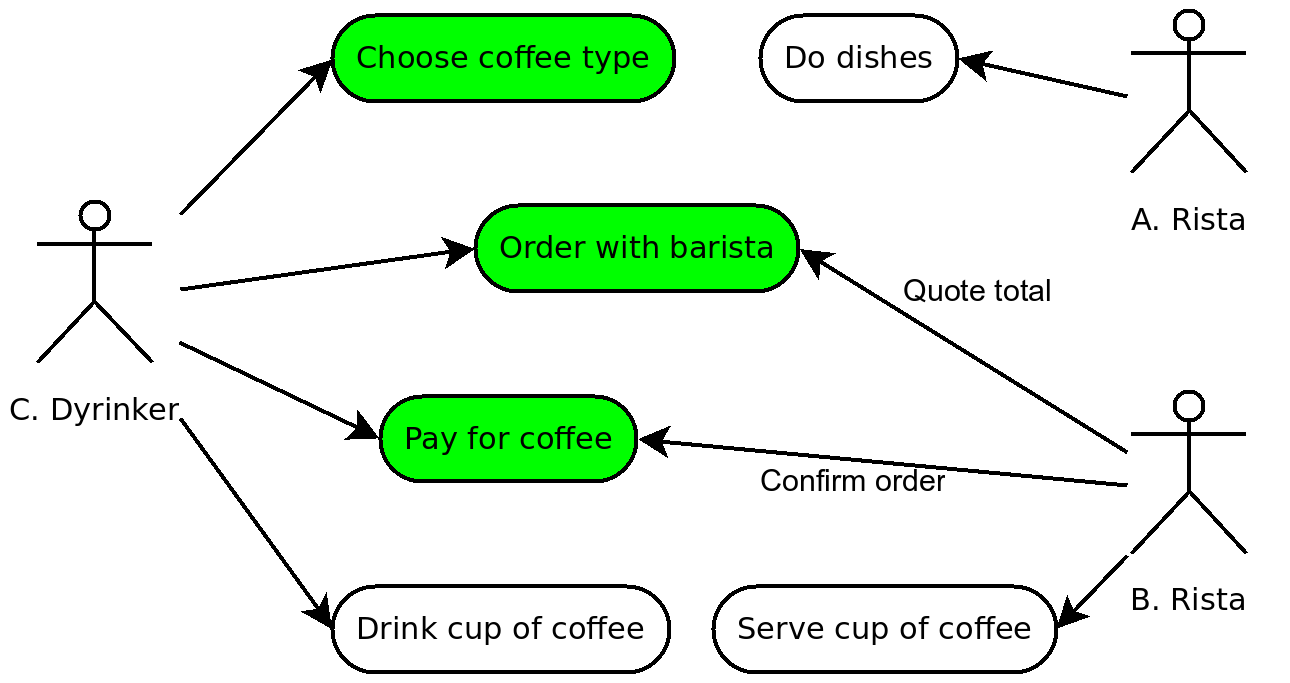 Choose coffee type
Do dishes
A. Rista
Order with barista
Quote total
C. Dyrinker
Pay for coffee
Confirm order
B. Rista
Drink cup of coffee
Serve cup of coffee